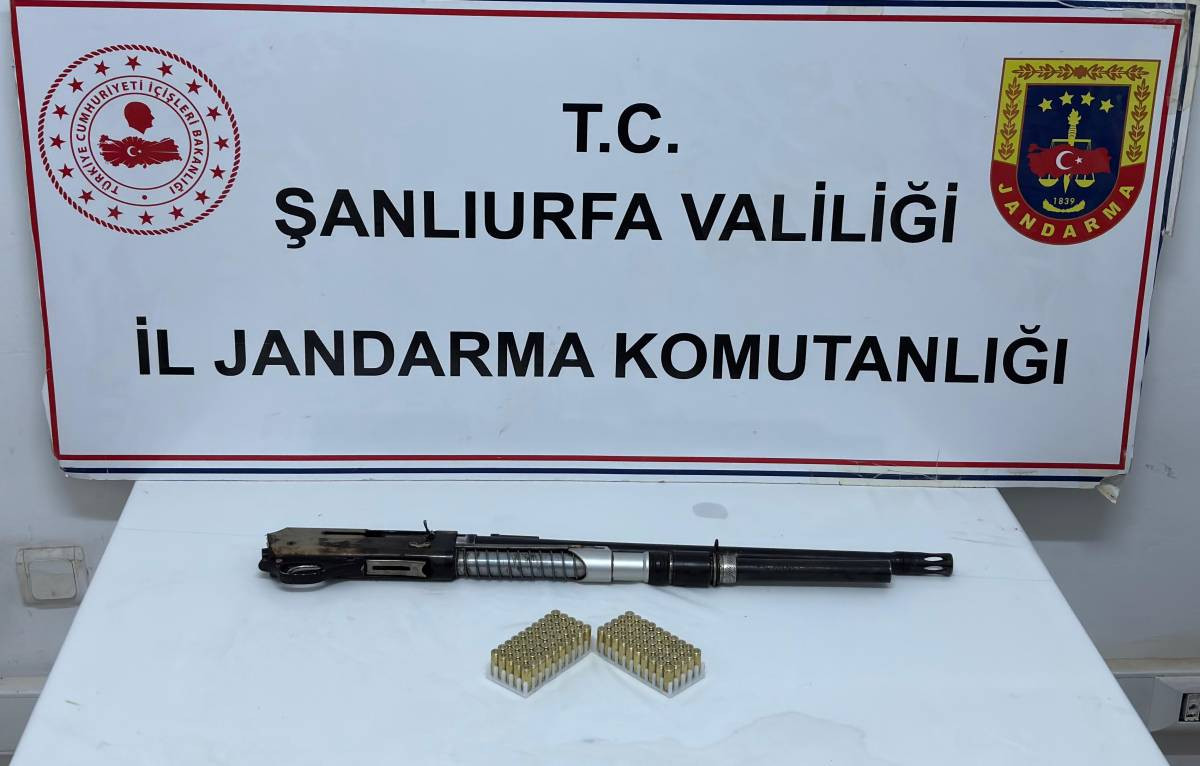 TÜRKİYE CUMHURİYETİ İÇİŞLERİ BAKANLIĞI
T.C.
ŞANLIURFA VALİLİĞİ
İL JANDARMA KOMUTANLIĞI
1839
JANDARMA